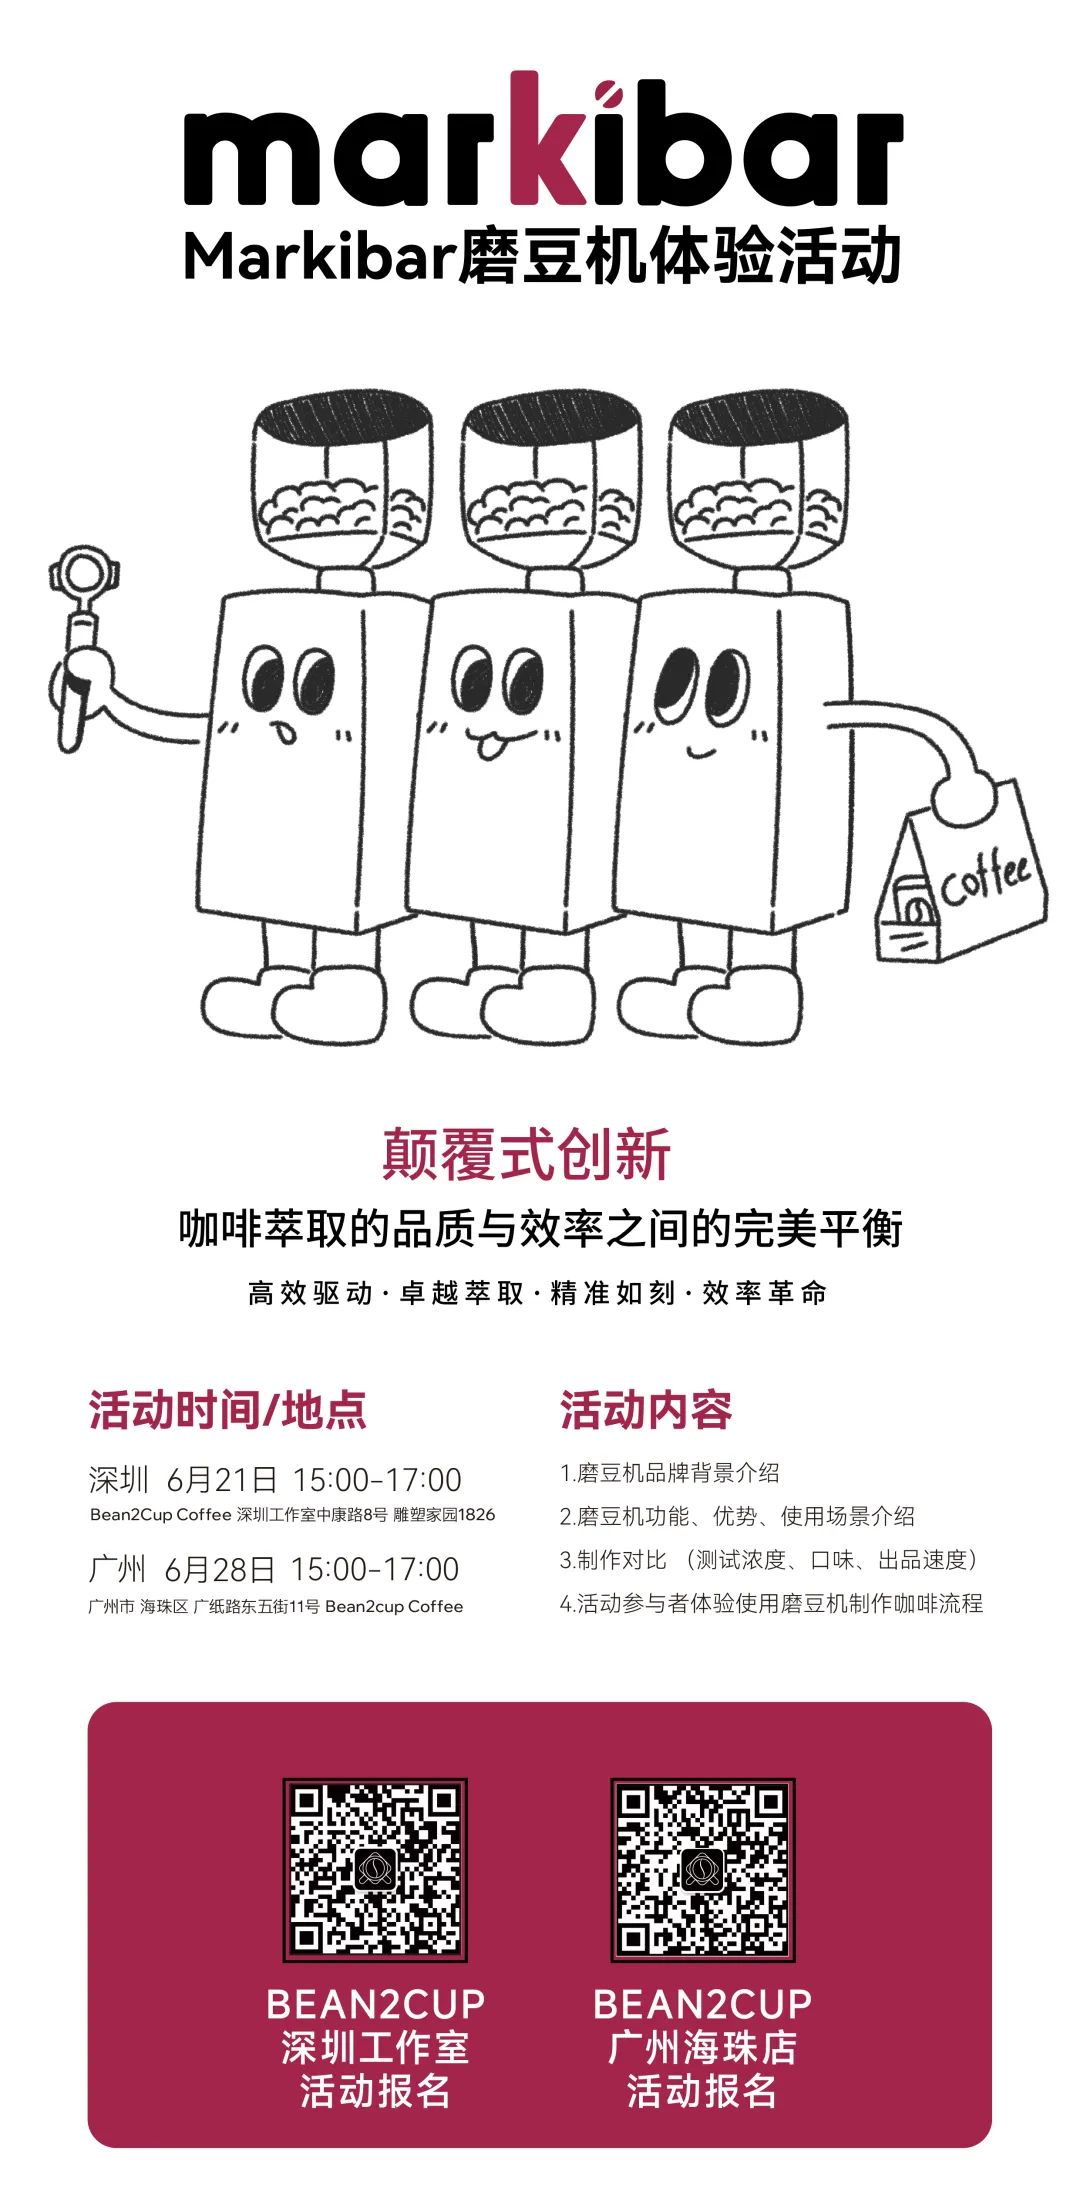 markibar
Markibar磨豆机体验活动
coffee
颠覆式创新
咖啡萃取的品质与效率之间的完美平衡
高效驱动·卓越萃取·精准如刻·效率革命
活动时间/地点
深圳 6月21日 15:00-17:00
Bean2Cup Coffee 深圳工作室中康路8号 雕塑家园1826
广州 6月28日 15:00-17:00
广州市 海珠区 广纸路东五街11号 Bean2cup Coffee
活动内容
1.磨豆机品牌背景介绍
2.磨豆机功能、优势、使用场景介绍
3.制作对比 （测试浓度、口味、出品速度）
4.活动参与者体验使用磨豆机制作咖啡流程
BEAN2CUP
深圳工作室
活动报名
BEAN2CUP
广州海珠店
活动报名